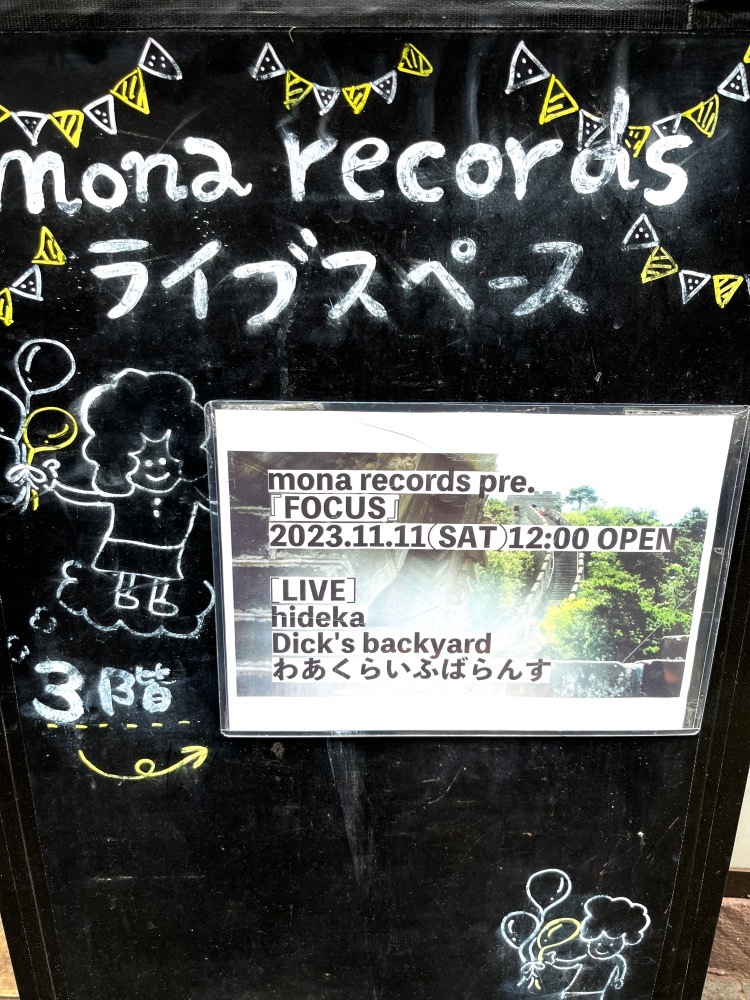 mona records
ライブスペース
mona records pre.
『FOCUS』
2023.11.11(SAT)12:00 OPEN
[LIVE]
hideka
Dick's backyard
わあくらいふばらんす
3階